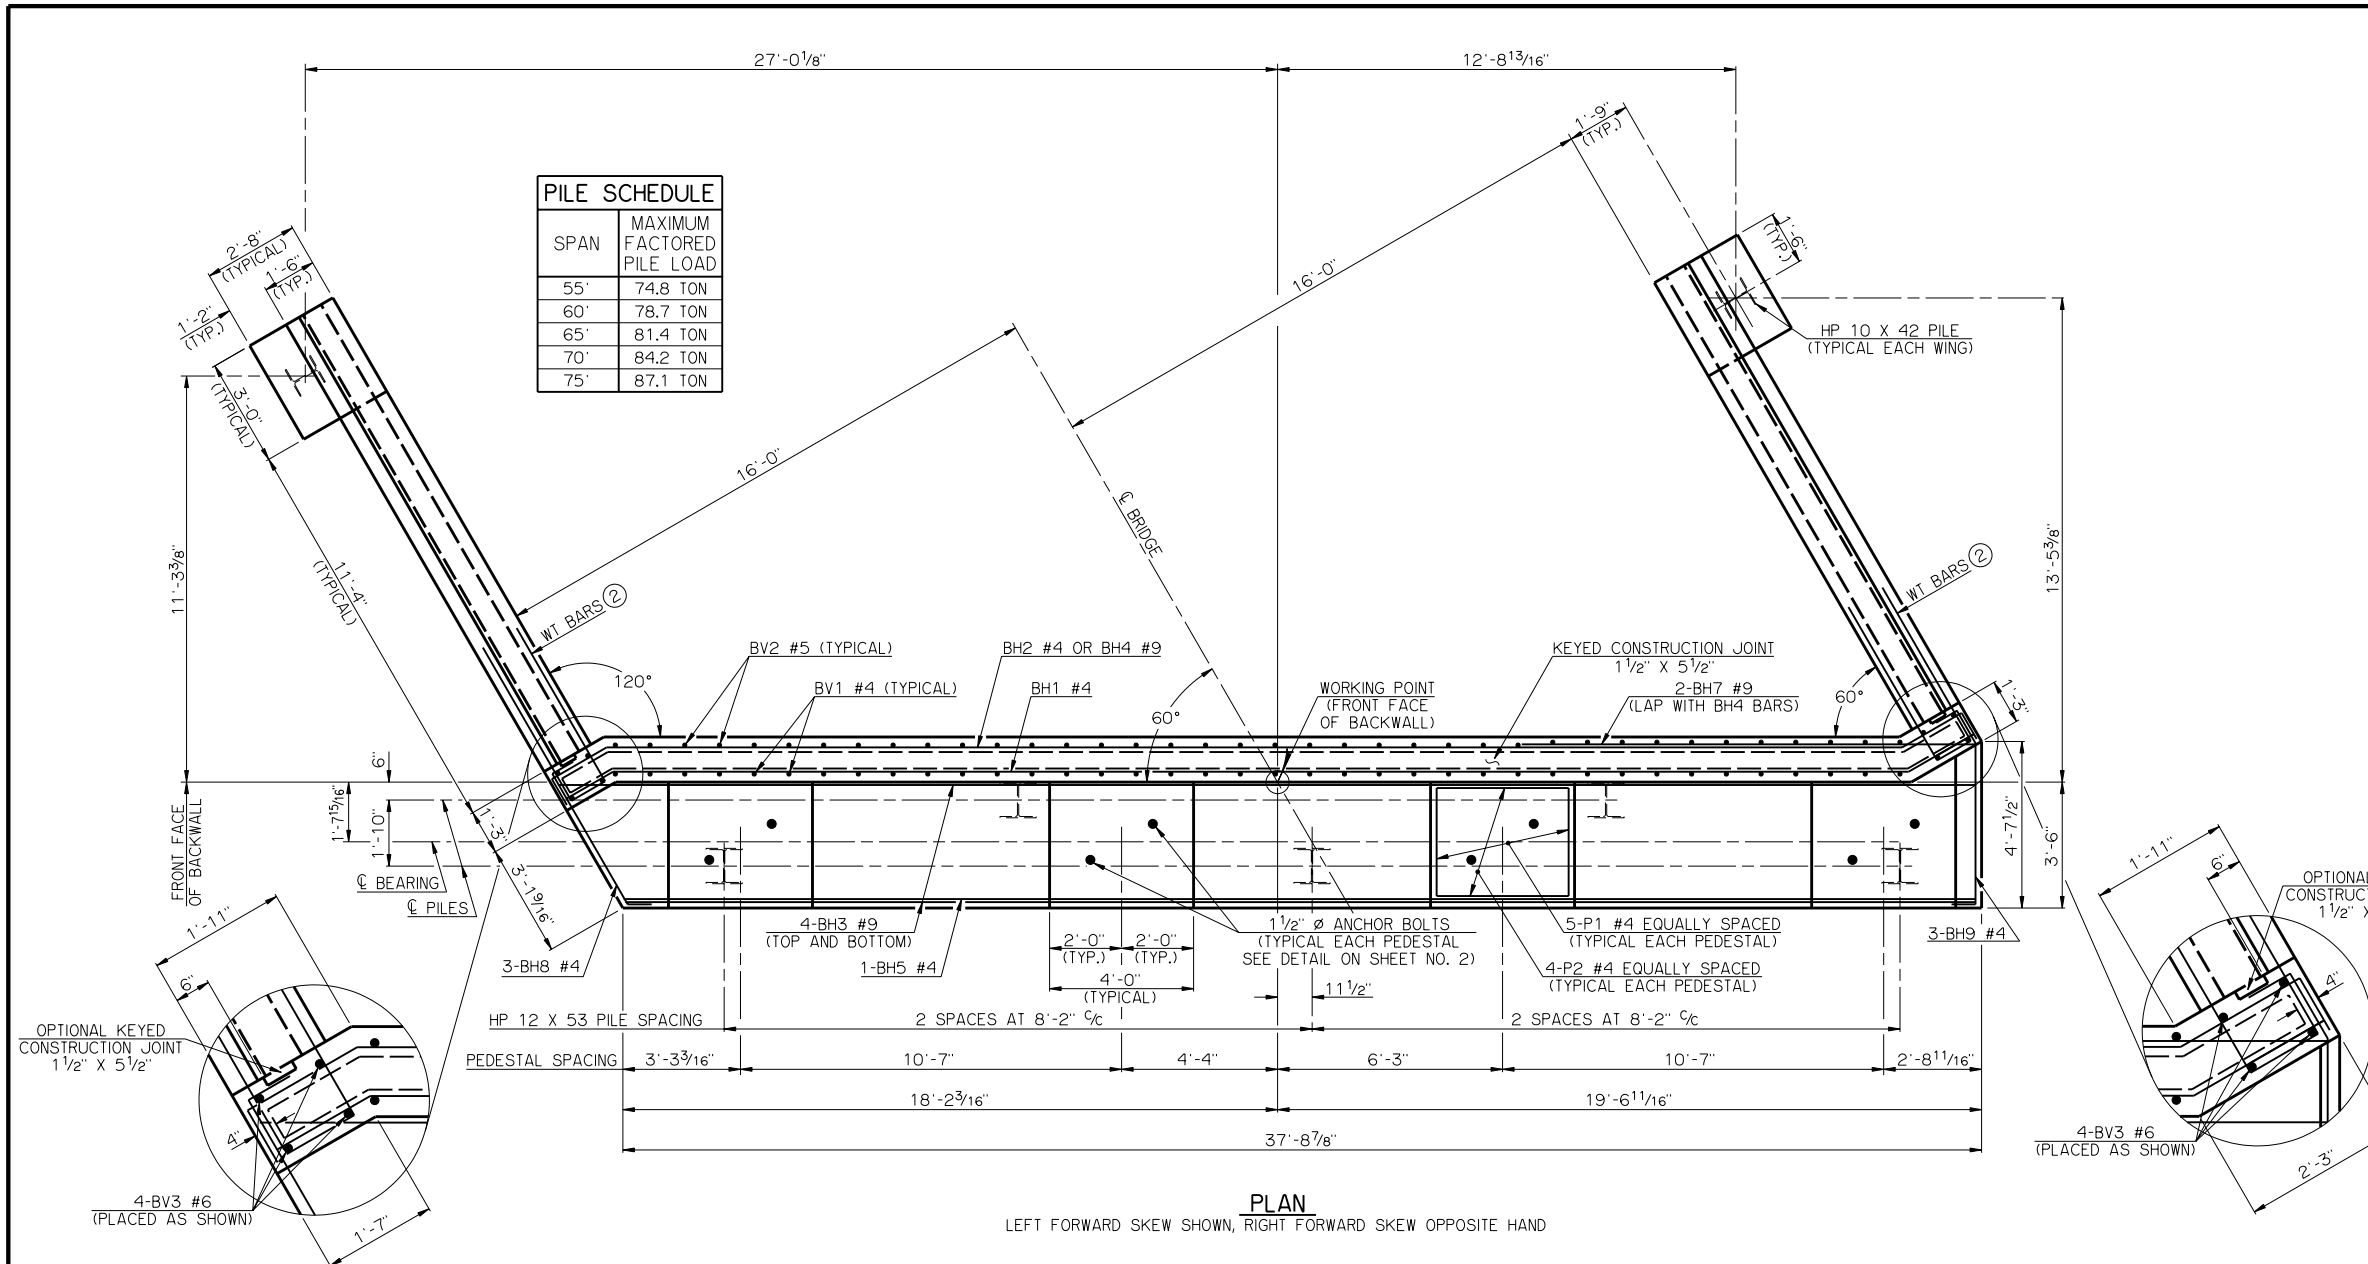 27'-0 1/8"
12'-8 13/16"
1'-9"
(TYP.)
PILE SCHEDULE
SPAN
MAXIMUM
FACTORED
PILE LOAD
55' 74.8 TON
60' 78.7 TON
65' 81.4 TON
70' 84.2 TON
75' 87.1 TON
2'-8"
(TYPICAL)
1'-6"
(TYP.)
1'-2"
(TYP.)
3'-0"
(TYPICAL)
11'-4"
(TYPICAL)
16'-0"
16'-0"
1'-6"
(TYP.)
HP 10 X 42 PILE
(TYPICAL EACH WING)
℄ BRIDGE
11'-3 3/8"
13'-5 3/8"
WT BARS 2
WT BARS 2
120°
60°
60°
BV2 #5 (TYPICAL)
BV1 #4 (TYPICAL)
BH2 #4 OR BH4 #9
BH1 #4
WORKING POINT
(FRONT FACE
OF BACKWALL)
KEYED CONSTRUCTION JOINT
1 1/2" X 5 1/2"
2-BH7 #9
(LAP WITH BH4 BARS)
1'-3"
6"
1'-7 15/16"
1'-10"
FRONT FACE
OF BACKWALL
℄ BEARING
℄ PILES
1'-3"
3'-1 9/16"
4'-7 1/2"
3'-6"
3-BH8 #4
4-BH3 #9
(TOP AND BOTTOM)
1-BH5 #4
2'-0"
(TYP.)
2'-0"
(TYP.)
4'-0"
(TYPICAL)
1 1/2" Ø ANCHOR BOLTS
(TYPICAL EACH PEDESTAL
SEE DETAIL ON SHEET NO. 2)
5-P1 #4 EQUALLY SPACED
(TYPICAL EACH PEDESTAL)
4-P2 #4 EQUALLY SPACED
(TYPICAL EACH PEDESTAL)
3-BH9 #4
11 1/2"
HP 12 X 53 PILE SPACING
2 SPACES AT 8'-2" C/C
2 SPACES AT 8'-2" C/C
PEDESTAL SPACING
3'-3 3/16"
10'-7"
4'-4"
6'-3"
10'-7"
2'-8 11/16"
18'-2 3/16"
19'-6 11/16"
37'-8 7/8"
1'-11"
6"
OPTIONAL KEYED
CONSTRUCTION JOINT
1 1/2" X 5 1/2"
4"
4-BV3 #6
(PLACED AS SHOWN)
1'-7"
1'-11"
6"
OPTIONAL
CONSTRUCT
1 1/2" X
4"
4-BV3 #6
(PLACED AS SHOWN)
2'-3"
PLAN
LEFT FORWARD SKEW SHOWN, RIGHT FORWARD SKEW OPPOSITE HAND